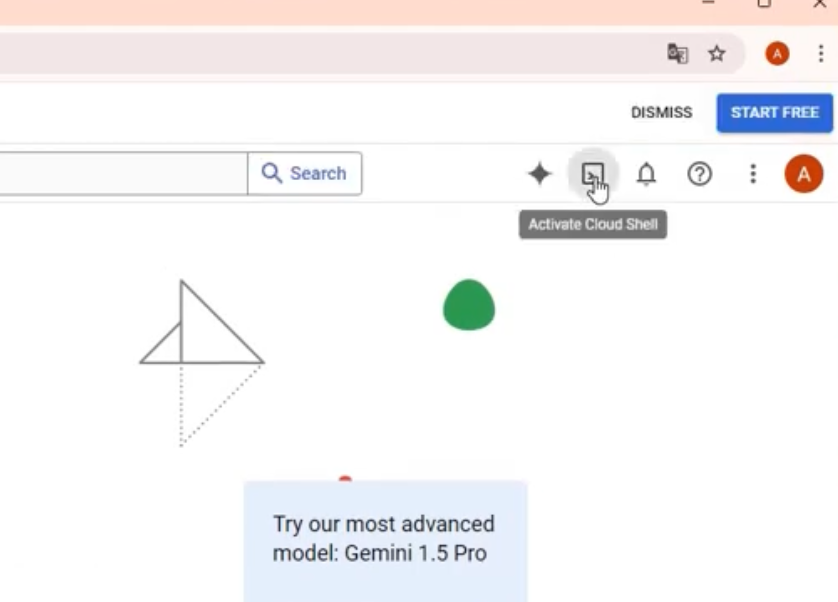 A
DISMISS
START FREE
Search
A
Activate Cloud Shell
Try our most advanced
model: Gemini 1.5 Pro